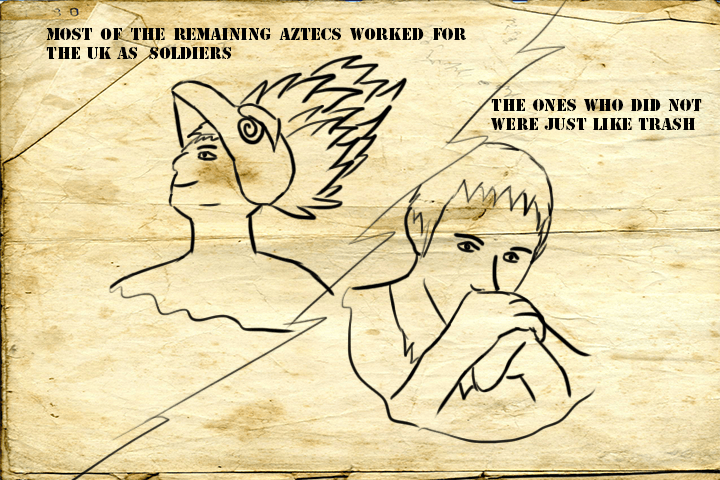 MOST OF THE REMAINING AZTECS WORKED FOR
THE UK AS SOLDIERS
THE ONES WHO DID NOT
WERE JUST LIKE TRASH